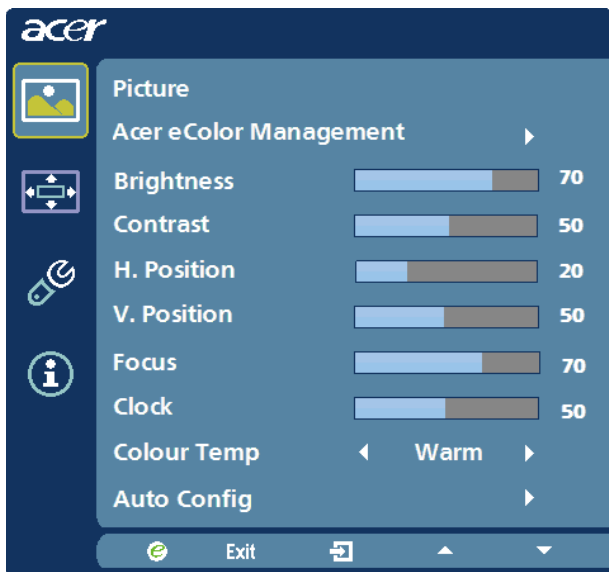 acer
Picture
Acer eColor Management
Brightness 70
Contrast 50
H. Position 20
V. Position 50
Focus 70
Clock 50
Colour Temp Warm
Auto Config
e Exit